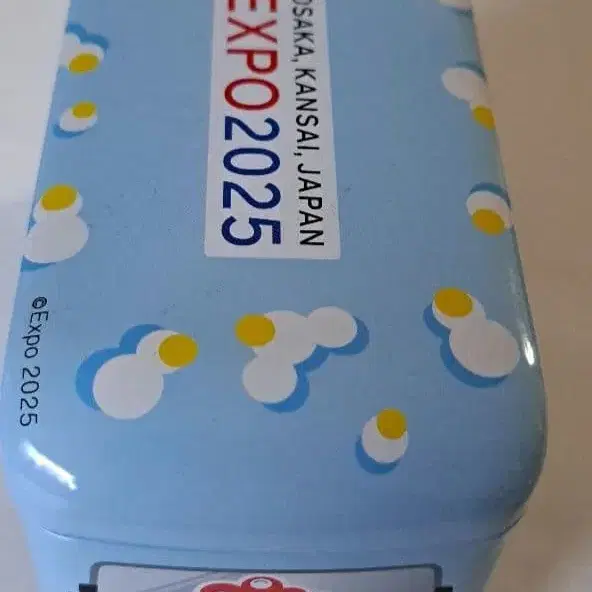 OSAKA, KANSAI, JAPAN
EXPO2025
©Expo 2025